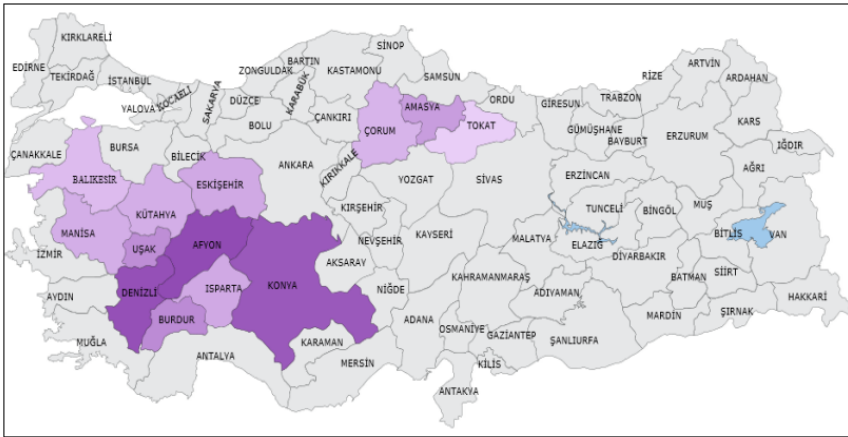 KIRKLARELİ
EDİRNE
TEKİRDAĞ
İSTANBUL
YALOVA
KOCAELİ
SAKARYA
DÜZCE
ZONGULDAK
BARTIN
KARABÜK
KASTAMONU
SİNOP
SAMSUN
ORDU
GİRESUN
TRABZON
RİZE
ARTVİN
ARDAHAN
KARS
IĞDIR
AĞRI
ERZURUM
BAYBURT
GÜMÜŞHANE
ERZİNCAN
TOKAT
AMASYA
ÇORUM
ÇANKIRI
BOLU
BİLECİK
BURSA
ÇANAKKALE
BALIKESİR
KÜTAHYA
ESKİŞEHİR
ANKARA
KIRIKKALE
YOZGAT
SİVAS
TUNCELİ
BİNGÖL
MUŞ
BİTLİS
VAN
HAKKARİ
ŞIRNAK
SİİRT
BATMAN
MARDİN
DİYARBAKIR
ELAZIĞ
MALATYA
ADIYAMAN
ŞANLIURFA
GAZİANTEP
KİLİS
ANTAKYA
OSMANİYE
KAHRAMANMARAŞ
ADANA
KAYSERİ
NİĞDE
NEVŞEHİR
KIRŞEHİR
AKSARAY
KONYA
KARAMAN
MERSİN
ANTALYA
ISPARTA
BURDUR
AFYON
UŞAK
DENİZLİ
MANİSA
İZMİR
AYDIN
MUĞLA